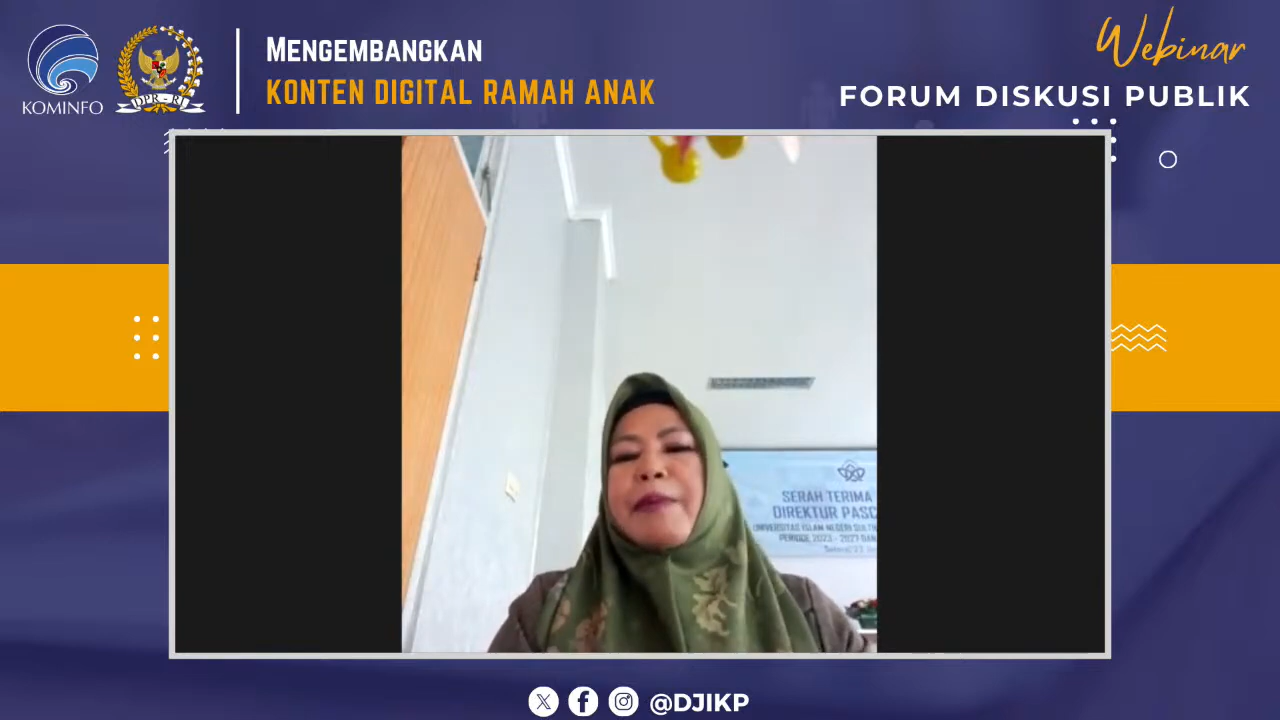 KOMINFO
DPR-RI
MENGEMBANGKAN
KONTEN DIGITAL RAMAH ANAK
Webinar
FORUM DISKUSI PUBLIK
SERAH TERIMA
DIREKTUR PASC
UNIVERSITAS ISLAM NEGERI SULT
PERIODE 2023 - 2027 DAN
@DJIKP